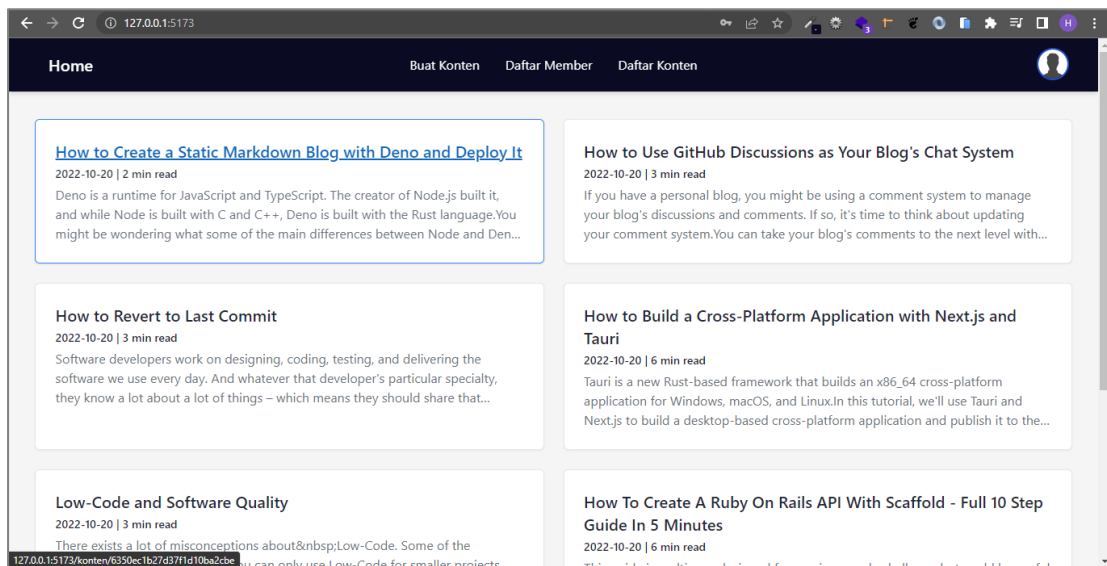 127.0.0.1:5173
3
H
Home
Buat Konten
Daftar Member
Daftar Konten
How to Create a Static Markdown Blog with Deno and Deploy It
2022-10-20 | 2 min read
Deno is a runtime for JavaScript and TypeScript. The creator of Node.js built it,
and while Node is built with C and C++, Deno is built with the Rust language.You
might be wondering what some of the main differences between Node and Den...
How to Use GitHub Discussions as Your Blog's Chat System
2022-10-20 | 3 min read
If you have a personal blog, you might be using a comment system to manage
your blog's discussions and comments. If so, it's time to think about updating
your comment system.You can take your blog's comments to the next level with...
How to Revert to Last Commit
2022-10-20 | 3 min read
Software developers work on designing, coding, testing, and delivering the
software we use every day. And whatever that developer's particular specialty,
they know a lot about a lot of things – which means they should share that...
How to Build a Cross-Platform Application with Next.js and
Tauri
2022-10-20 | 6 min read
Tauri is a new Rust-based framework that builds an x86_64 cross-platform
application for Windows, macOS, and Linux.In this tutorial, we'll use Tauri and
Next.js to build a desktop-based cross-platform application and publish it to the...
Low-Code and Software Quality
2022-10-20 | 3 min read
There exists a lot of misconceptions about&nbsp;Low-Code. Some of the
can only use Low-Code for smaller projects
How To Create A Ruby On Rails API With Scaffold - Full 10 Step
Guide In 5 Minutes
2022-10-20 | 6 min read
127.0.0.1:5173/konten/6350ec1b27d37f1d10ba2cbe